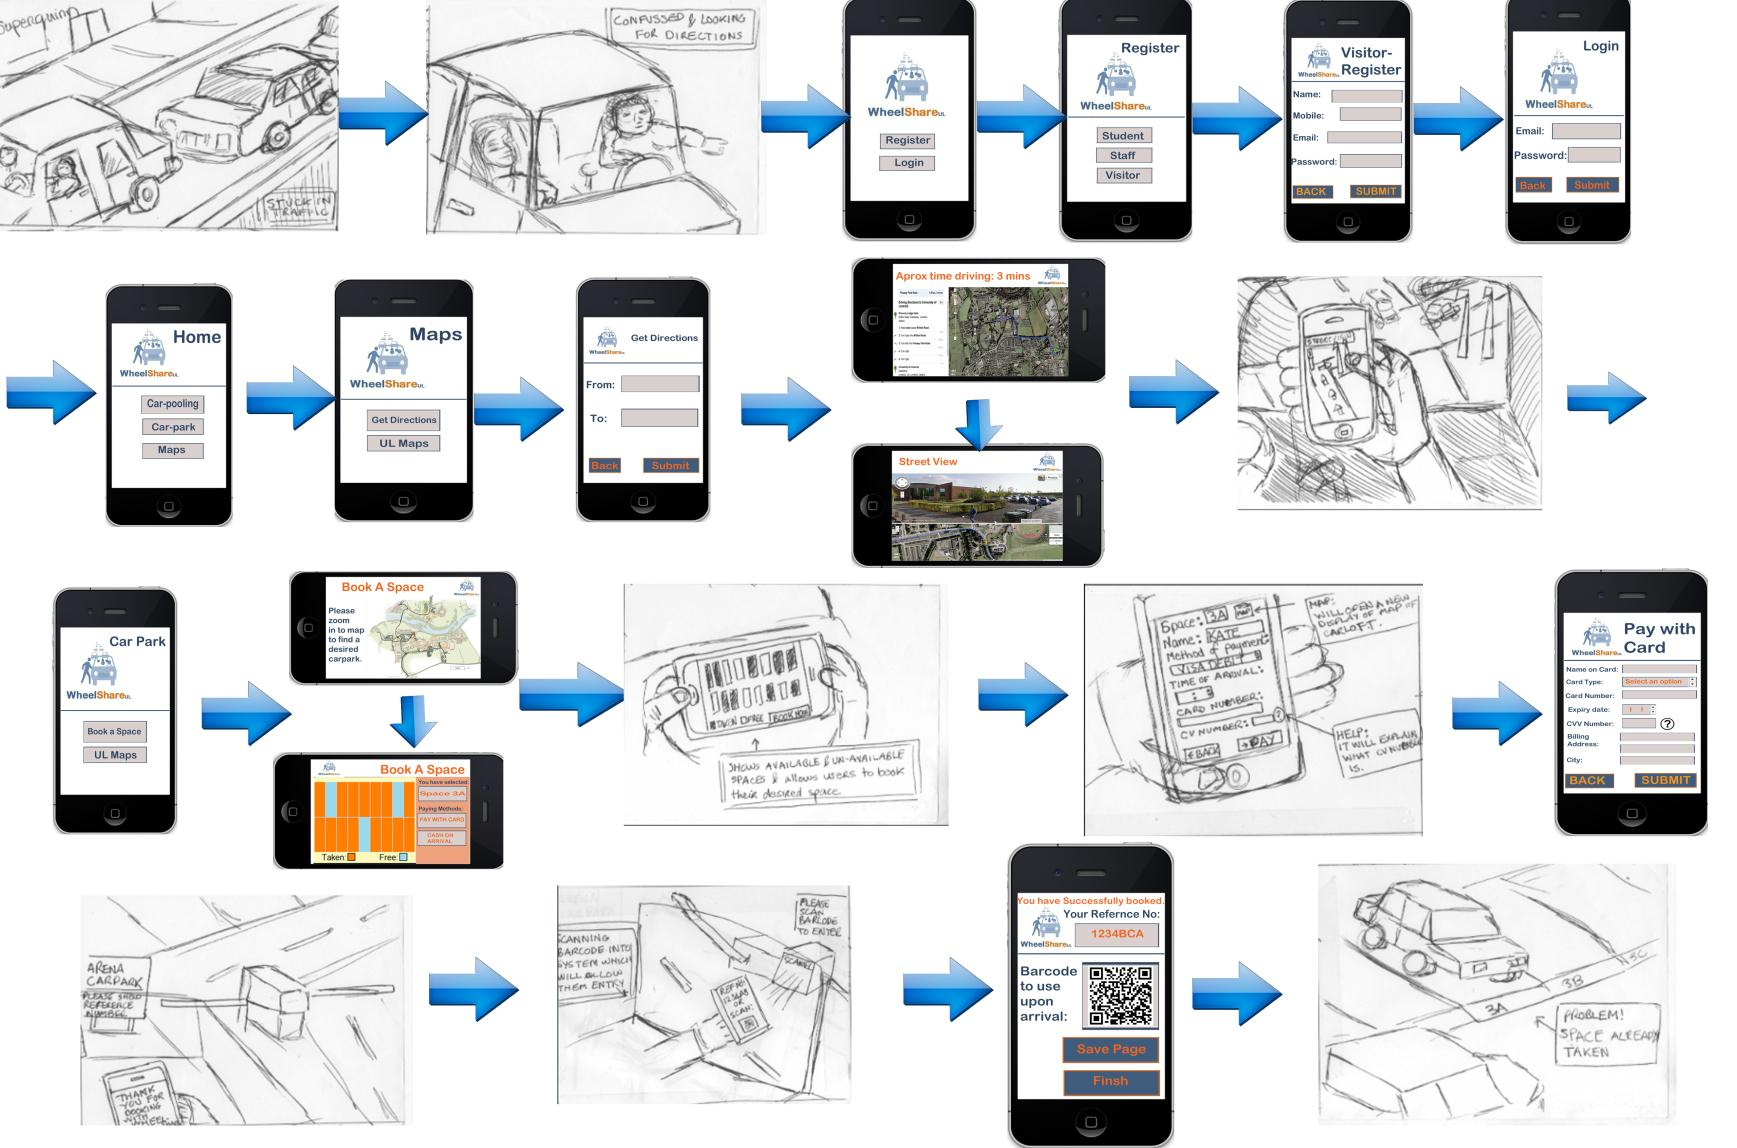 Superquinn
STUCK IN
TRAFFIC
CONFUSSED & LOOKING
FOR DIRECTIONS
WheelShareUL
Register
Login
Register
WheelShareUL
Student
Staff
Visitor
Visitor-
Register
WheelShareUL
Name:
Mobile:
Email:
Password:
BACK
SUBMIT
Login
WheelShareUL
Email:
Password:
Back
Submit
Home
WheelShareUL
Car-pooling
Car-park
Maps
Maps
WheelShareUL
Get Directions
UL Maps
Get Directions
WheelShareUL
From:
To:
Back
Submit
Aprox time driving: 3 mins
Street View
Car Park
WheelShareUL
Book a Space
UL Maps
Book A Space
Please
zoom
in to map
to find a
desired
carpark.
Book A Space
You have selected:
Space 3A
Paying Methods:
PAY WITH CARD
CASH ON
ARRIVAL
Taken:
Free:
FREE
BOOK NOW
SHOWS AVAILABLE & UN-AVAILABLE
SPACES & allows users to book
their desired space.
Space: 3A MAP
Name: KATE
Method of Payment:
VISA DEBIT
TIME OF ARIVAL:
CARD NUMBER:
CV NUMBER: ?
BACK
PAY
MAP:
WILL OPEN A NEW
DISPLAY OF MAP OF
CARLOFT.
HELP:
IT WILL EXPLAIN
WHAT CV NUMBER
IS.
Pay with
Card
WheelShareUL
Name on Card:
Card Type: Select an option
Card Number:
Expiry date:
CVV Number: ?
Billing
Address:
City:
BACK
SUBMIT
ARENA
CARPARK
PLEASE SHOW
REFERENCE
NUMBER
THANK
YOU FOR
BOOKING
WITH
WHEEL
SCANNING
BARCODE INTO
SYSTEM WHICH
WILL ALLOW
THEM ENTRY
PLEASE
SCAN
BARCODE
TO ENTER
OR
SCAN:
You have Successfully booked.
Your Refernce No:
1234BCA
WheelShareUL
Barcode
to use
upon
arrival:
Save Page
Finsh
3A
3B
PROBLEM!
SPACE ALREADY
TAKEN